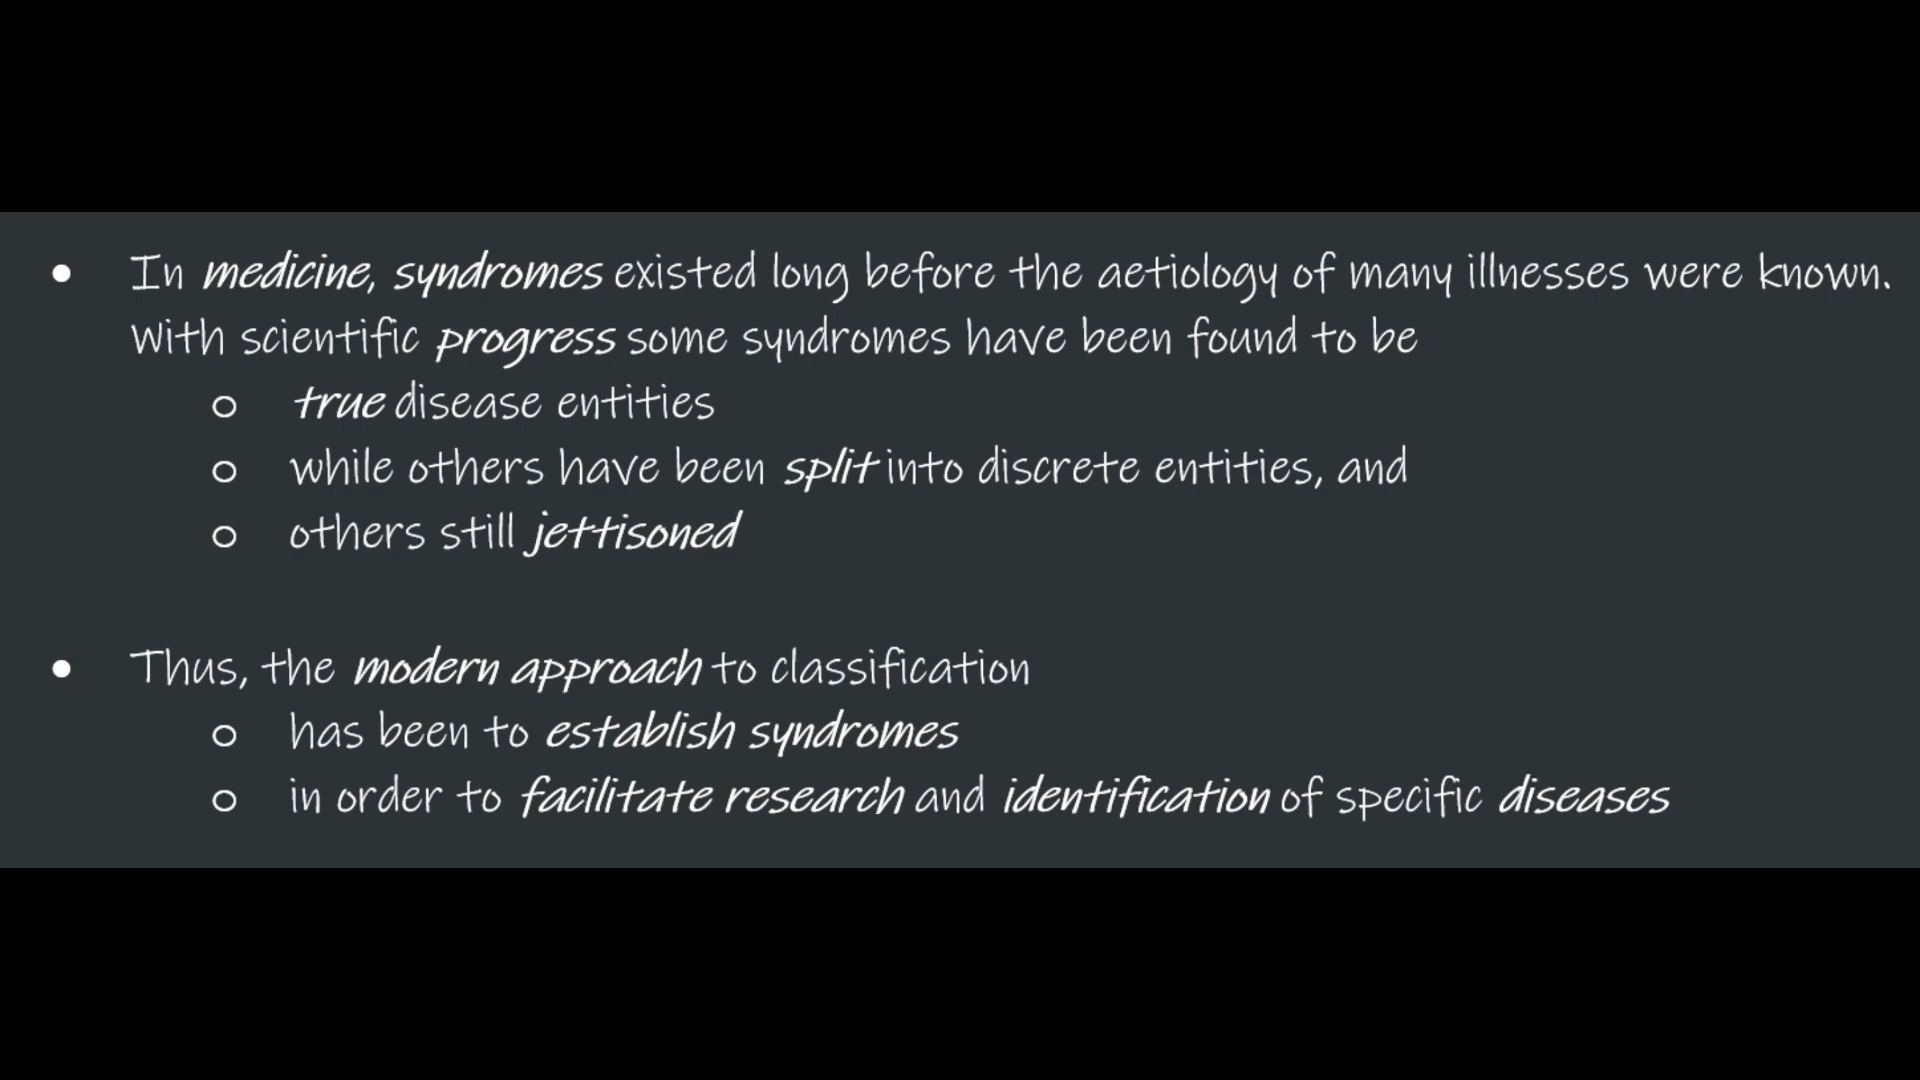 • In medicine, syndromes existed long before the aetiology of many illnesses were known.
With scientific progress some syndromes have been found to be
○ true disease entities
○ while others have been split into discrete entities, and
○ others still jettisoned
• Thus, the modern approach to classification
○ has been to establish syndromes
○ in order to facilitate research and identification of specific diseases